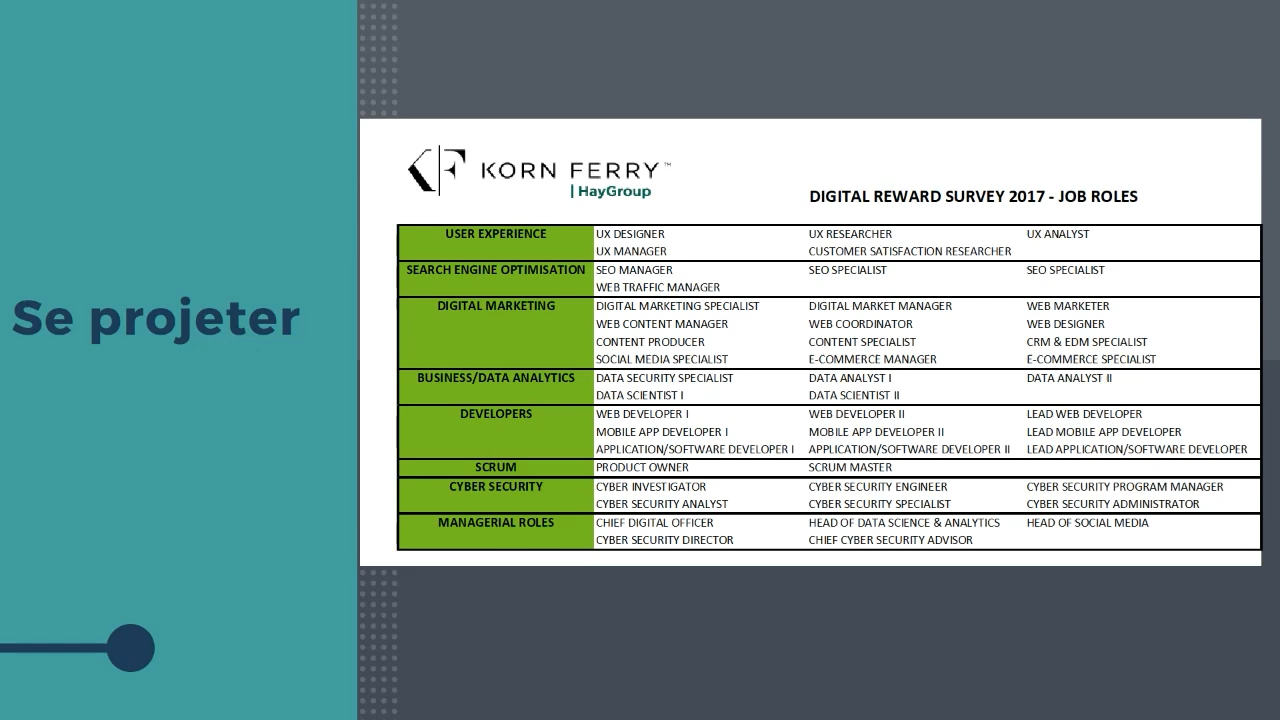 Se projeter
KORN FERRY™
| HayGroup
DIGITAL REWARD SURVEY 2017 - JOB ROLES
USER EXPERIENCE UX DESIGNER UX RESEARCHER UX ANALYST
UX MANAGER CUSTOMER SATISFACTION RESEARCHER
SEARCH ENGINE OPTIMISATION SEO MANAGER SEO SPECIALIST SEO SPECIALIST
WEB TRAFFIC MANAGER
DIGITAL MARKETING DIGITAL MARKETING SPECIALIST DIGITAL MARKET MANAGER WEB MARKETER
WEB CONTENT MANAGER WEB COORDINATOR WEB DESIGNER
CONTENT PRODUCER CONTENT SPECIALIST CRM & EDM SPECIALIST
SOCIAL MEDIA SPECIALIST E-COMMERCE MANAGER E-COMMERCE SPECIALIST
BUSINESS/DATA ANALYTICS DATA SECURITY SPECIALIST DATA ANALYST I DATA ANALYST II
DATA SCIENTIST I DATA SCIENTIST II
DEVELOPERS WEB DEVELOPER I WEB DEVELOPER II LEAD WEB DEVELOPER
MOBILE APP DEVELOPER I MOBILE APP DEVELOPER II LEAD MOBILE APP DEVELOPER
APPLICATION/SOFTWARE DEVELOPER I APPLICATION/SOFTWARE DEVELOPER II LEAD APPLICATION/SOFTWARE DEVELOPER
SCRUM PRODUCT OWNER SCRUM MASTER
CYBER SECURITY CYBER INVESTIGATOR CYBER SECURITY ENGINEER CYBER SECURITY PROGRAM MANAGER
CYBER SECURITY ANALYST CYBER SECURITY SPECIALIST CYBER SECURITY ADMINISTRATOR
MANAGERIAL ROLES CHIEF DIGITAL OFFICER HEAD OF DATA SCIENCE & ANALYTICS HEAD OF SOCIAL MEDIA
CYBER SECURITY DIRECTOR CHIEF CYBER SECURITY ADVISOR